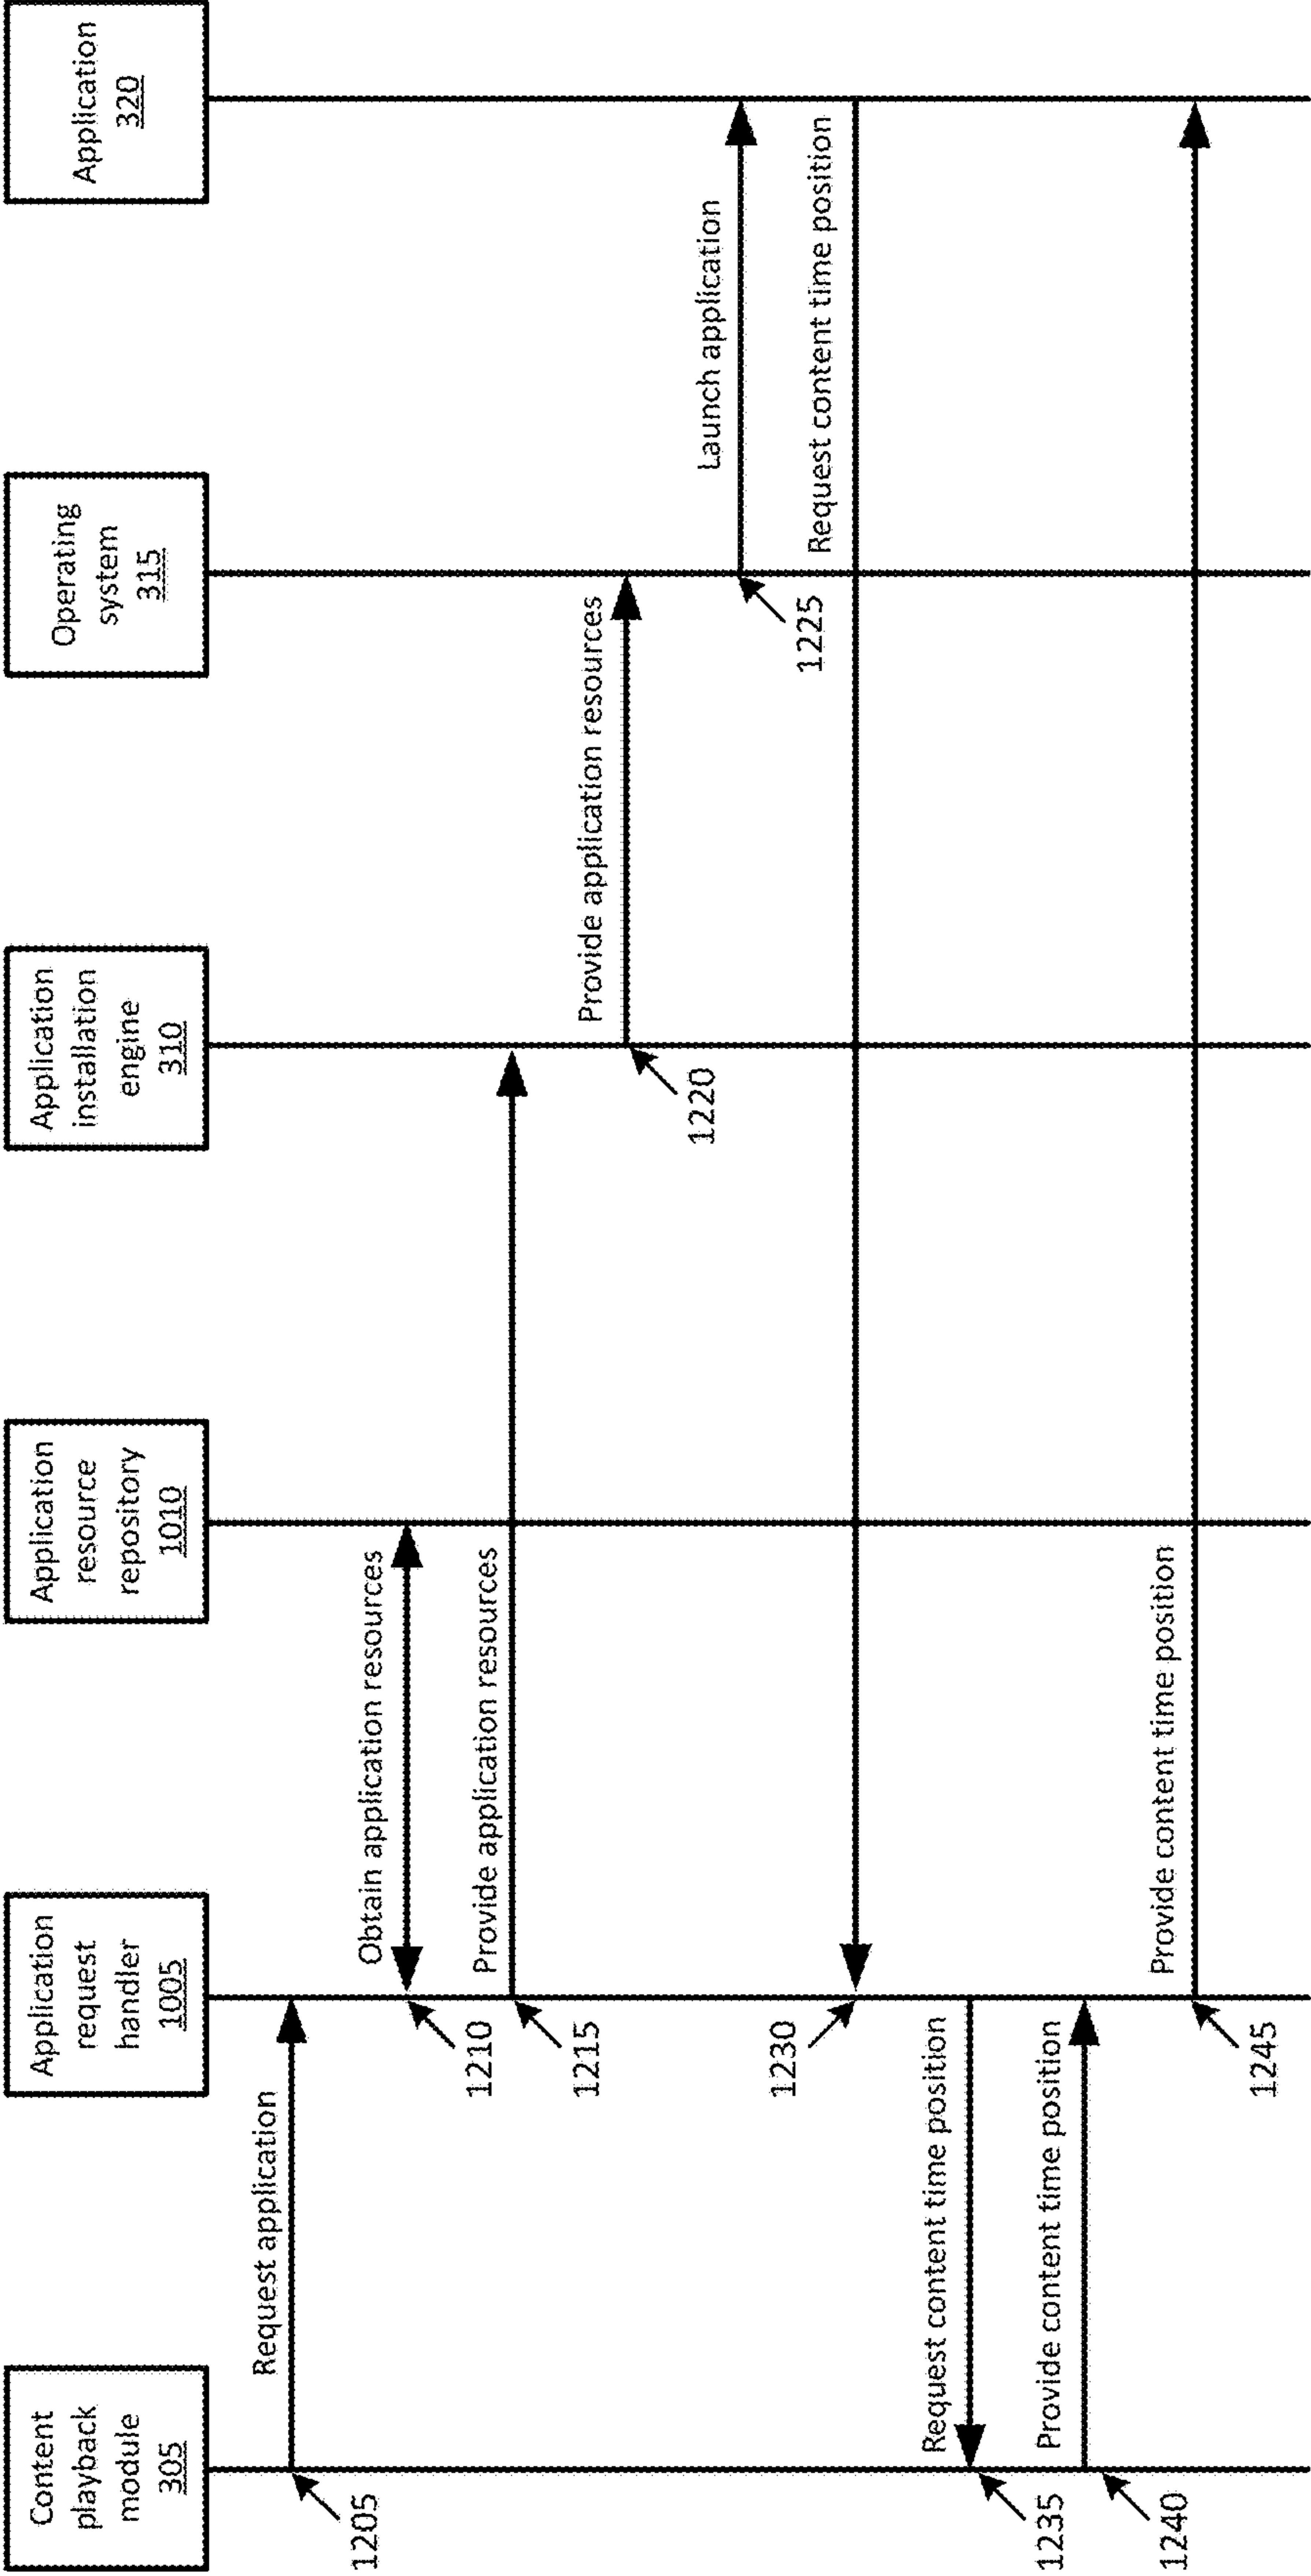 Content
playback
module
305
Application
request
handler
1005
Application
resource
repository
1010
Application
installation
engine
310
Operating
system
315
Application
320
Request application
1205
Obtain application resources
1210
Provide application resources
1215
Provide application resources
1220
Launch application
1225
Request content time position
1230
Request content time position
1235
Provide content time position
1240
Provide content time position
1245